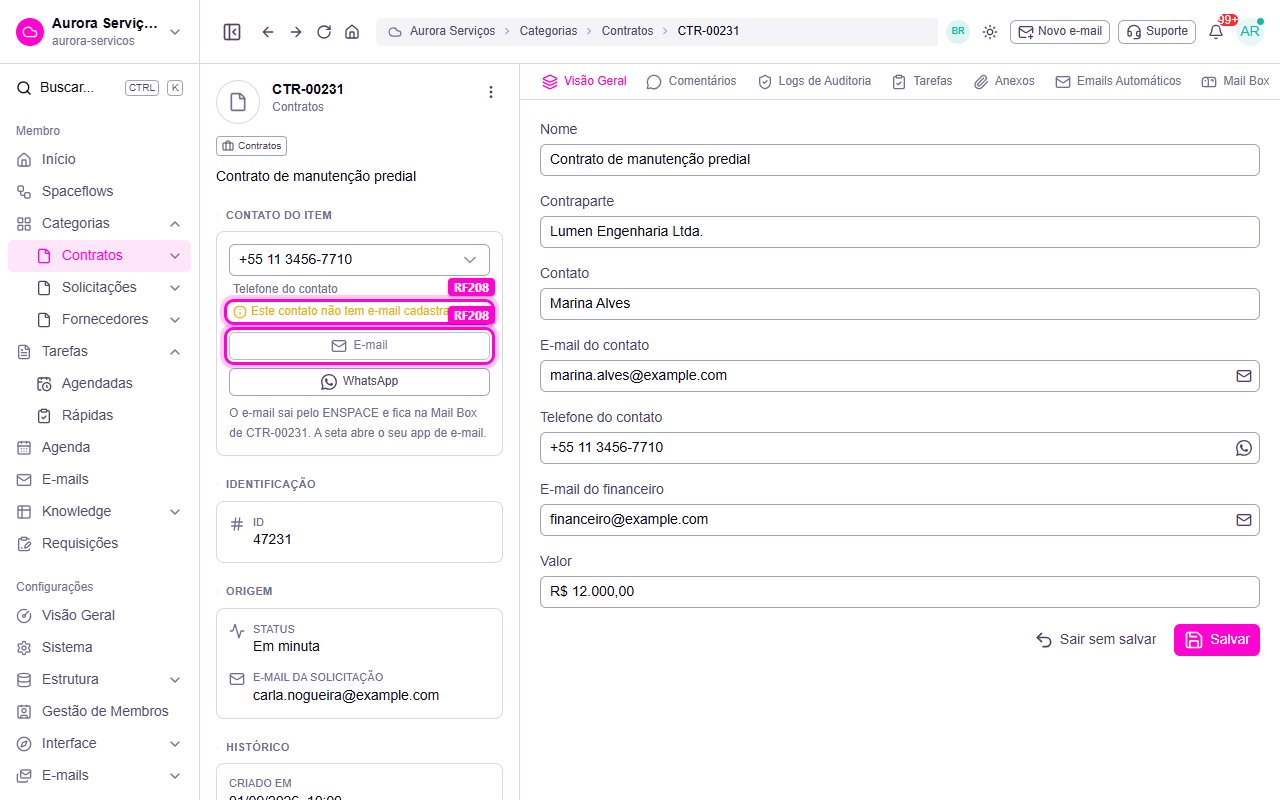 Aurora Serviç...
aurora-servicos
Buscar...
CTRL
K
Membro
Início
Spaceflows
Categorias
Contratos
Solicitações
Fornecedores
Tarefas
Agendadas
Rápidas
Agenda
E-mails
Knowledge
Requisições
Configurações
Visão Geral
Sistema
Estrutura
Gestão de Membros
Interface
E-mails
Aurora Serviços
Categorias
Contratos
CTR-00231
BR
Novo e-mail
Suporte
99+
AR
CTR-00231
Contratos
Contratos
Contrato de manutenção predial
CONTATO DO ITEM
+55 11 3456-7710
Telefone do contato
RF208
Este contato não tem e-mail cadastra
RF208
E-mail
WhatsApp
O e-mail sai pelo ENSPACE e fica na Mail Box
de CTR-00231. A seta abre o seu app de e-mail.
IDENTIFICAÇÃO
ID
47231
ORIGEM
STATUS
Em minuta
E-MAIL DA SOLICITAÇÃO
carla.nogueira@example.com
HISTÓRICO
CRIADO EM
Visão Geral
Comentários
Logs de Auditoria
Tarefas
Anexos
Emails Automáticos
Mail Box
Nome
Contrato de manutenção predial
Contraparte
Lumen Engenharia Ltda.
Contato
Marina Alves
E-mail do contato
marina.alves@example.com
Telefone do contato
+55 11 3456-7710
E-mail do financeiro
financeiro@example.com
Valor
R$ 12.000,00
Sair sem salvar
Salvar